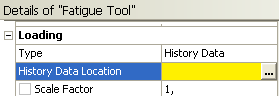 Details of "Fatigue Tool"
Loading
Type History Data
History Data Location ...
Scale Factor 1,